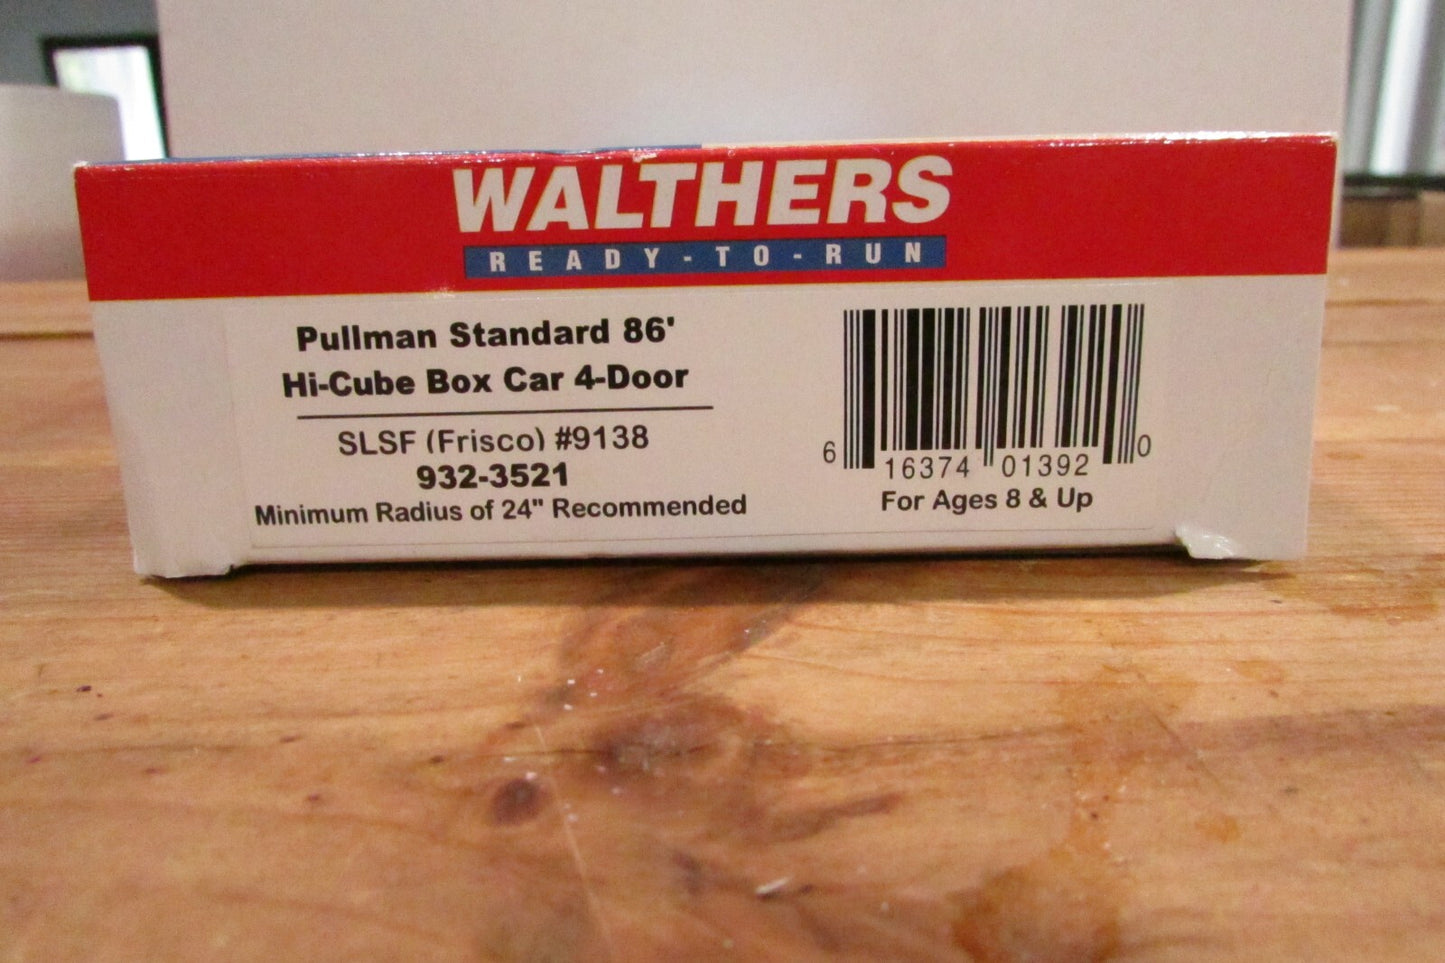 WALTHERS
READY-TO-RUN
Pullman Standard 86'
Hi-Cube Box Car 4-Door
SLSF (Frisco) #9138
932-3521
Minimum Radius of 24" Recommended
6 16374 01392 0
For Ages 8 & Up